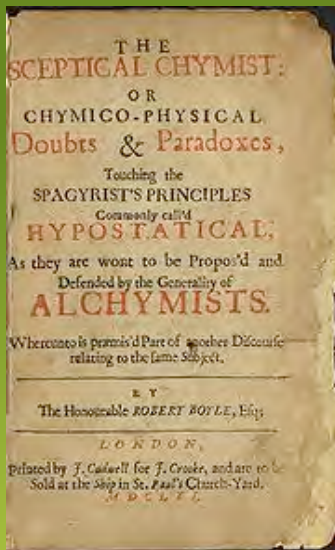 THE
SCEPTICAL CHYMIST:
OR
CHYMICO-PHYSICAL
Doubts & Paradoxes,
Touching the
SPAGYRIST'S PRINCIPLES
Commonly call'd
HYPOSTATICAL;
As they are wont to be Propos'd and
Defended by the Generality of
ALCHYMISTS.
Whereunto is præmis'd Part of another Discourse
relating to the same Subject.
BY
The Honourable ROBERT BOYLE, Esq;
LONDON,
Printed by J. Cadwell for J. Crooke, and are to be
Sold at the Ship in St. Paul's Church-Yard.
MDCLXI.